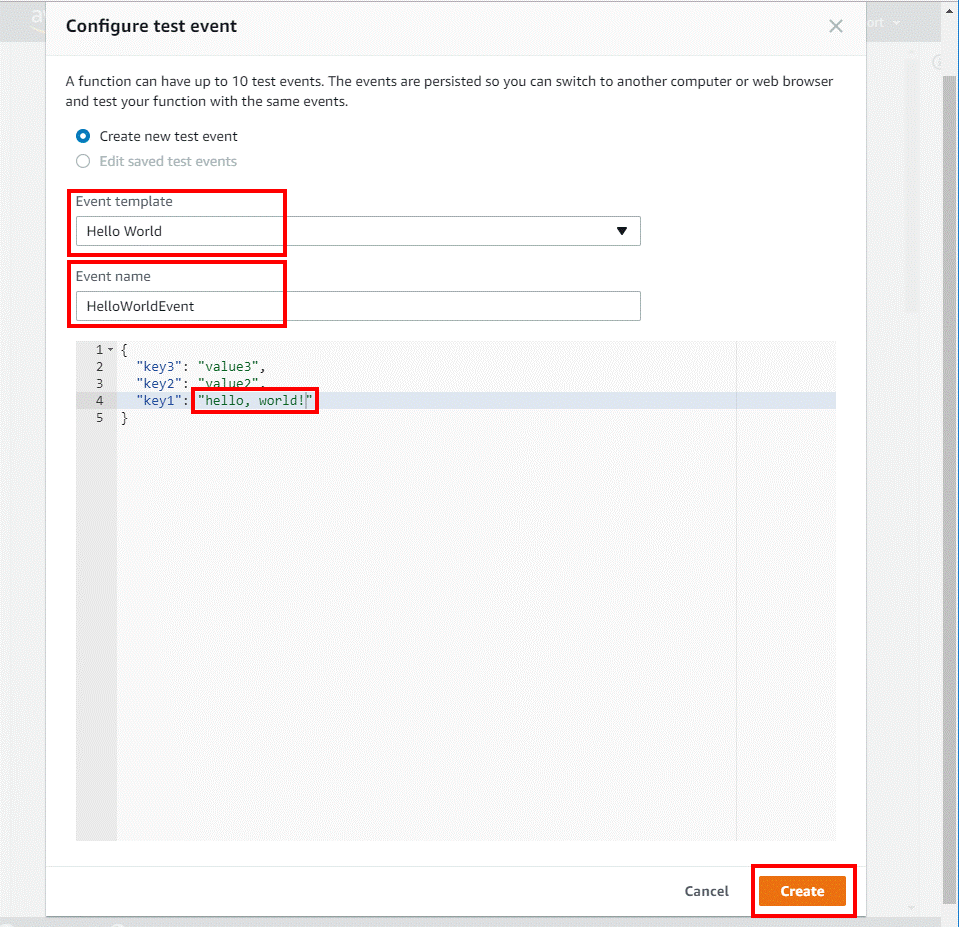 Configure test event
A function can have up to 10 test events. The events are persisted so you can switch to another computer or web browser
and test your function with the same events.
Create new test event
Edit saved test events
Event template
Hello World
Event name
HelloWorldEvent
1 {
2 "key3": "value3",
3 "key2": "value2",
4 "key1": "hello, world!"
5 }
Cancel
Create